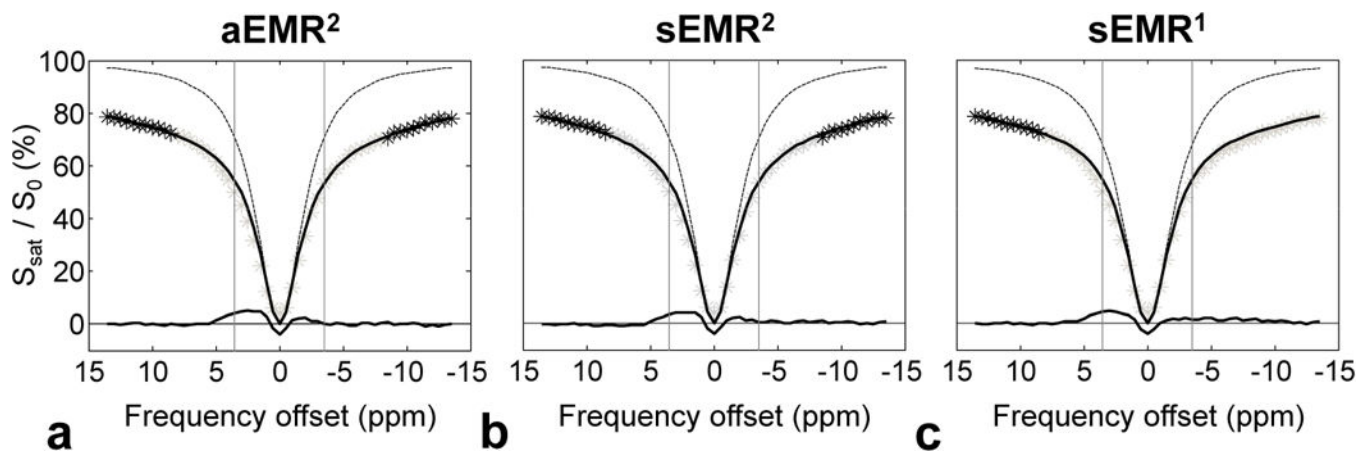 aEMR² sEMR² sEMR¹
S_sat / S_0 (%)
100
80
60
40
20
0
15 10 5 0 -5 -10 -15 15 10 5 0 -5 -10 -15 15 10 5 0 -5 -10 -15
Frequency offset (ppm) Frequency offset (ppm) Frequency offset (ppm)
a b c